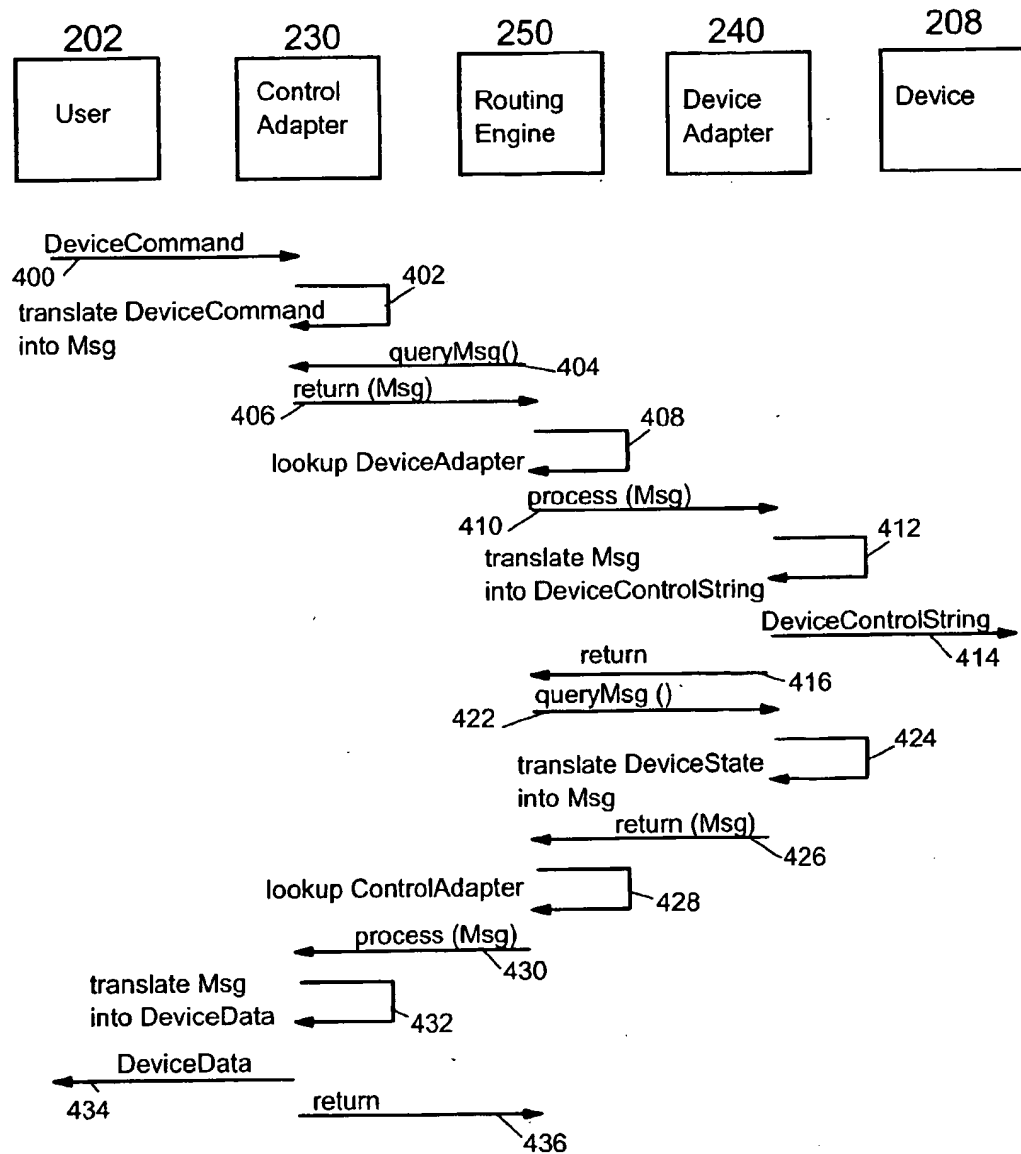 202 230 250 240 208
User
Control
Adapter
Routing
Engine
Device
Adapter
Device
DeviceCommand
400
402
translate DeviceCommand
into Msg
queryMsg()
404
return (Msg)
406
408
lookup DeviceAdapter
process (Msg)
410
412
translate Msg
into DeviceControlString
DeviceControlString
414
return
416
queryMsg ()
422
424
translate DeviceState
into Msg
return (Msg)
426
lookup ControlAdapter
428
process (Msg)
430
translate Msg
into DeviceData
432
DeviceData
434
return
436